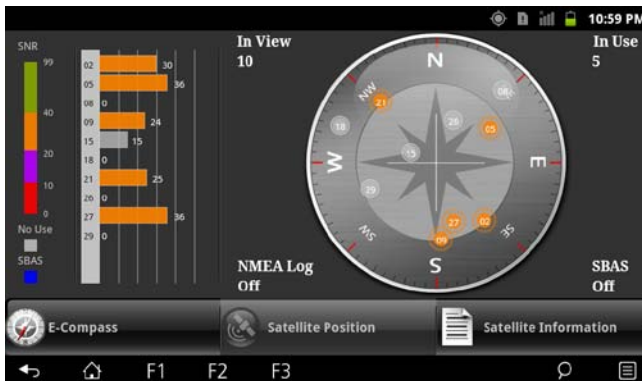 10:59 PM
SNR
99
40
20
10
0
No Use
SBAS
02 30
05 36
08 0
09 24
15 15
18 0
21 25
26 0
27 36
29 0
In View
10
In Use
5
N
NW
W
SW
S
SE
E
21
18
15
29
26
05
08
27
02
09
NMEA Log
Off
SBAS
Off
E-Compass
Satellite Position
Satellite Information
F1 F2 F3